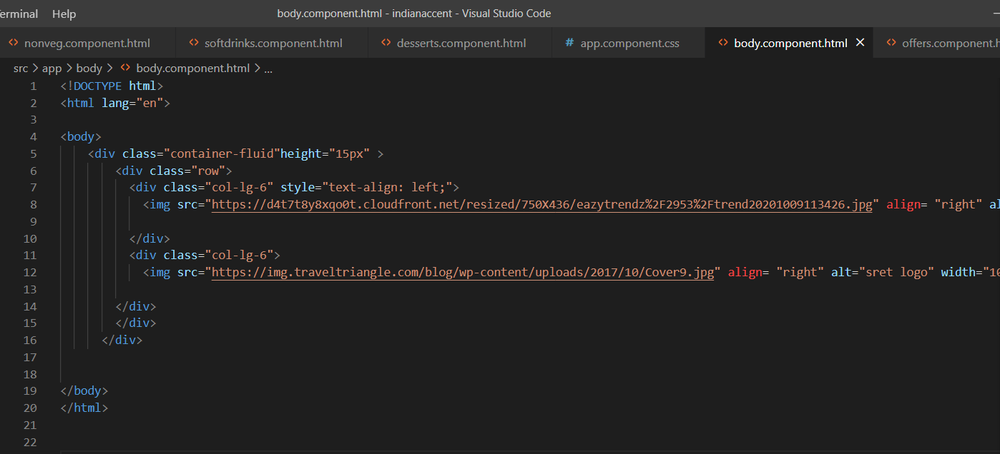 Help
body.component.html - indianaccent - Visual Studio Code
nonveg.component.html
softdrinks.component.html
desserts.component.html
# app.component.css
body.component.html
src > app > body > body.component.html > ...
1 <!DOCTYPE html>
2 <html lang="en">
3
4 <body>
5 <div class="container-fluid"height="15px" >
6 <div class="row">
7 <div class="col-lg-6" style="text-align: left;">
8 <img src="https://d4t7t8y8xqo0t.cloudfront.net/resized/750X436/eazytrendz%2F2953%2Ftrend20201009113426.jpg" align= "right"
9
10 </div>
11 <div class="col-lg-6">
12 <img src="https://img.traveltriangle.com/blog/wp-content/uploads/2017/10/Cover9.jpg" align= "right" alt="sret logo" width=
13
14 </div>
15 </div>
16 </div>
17
18
19 </body>
20 </html>
21
22